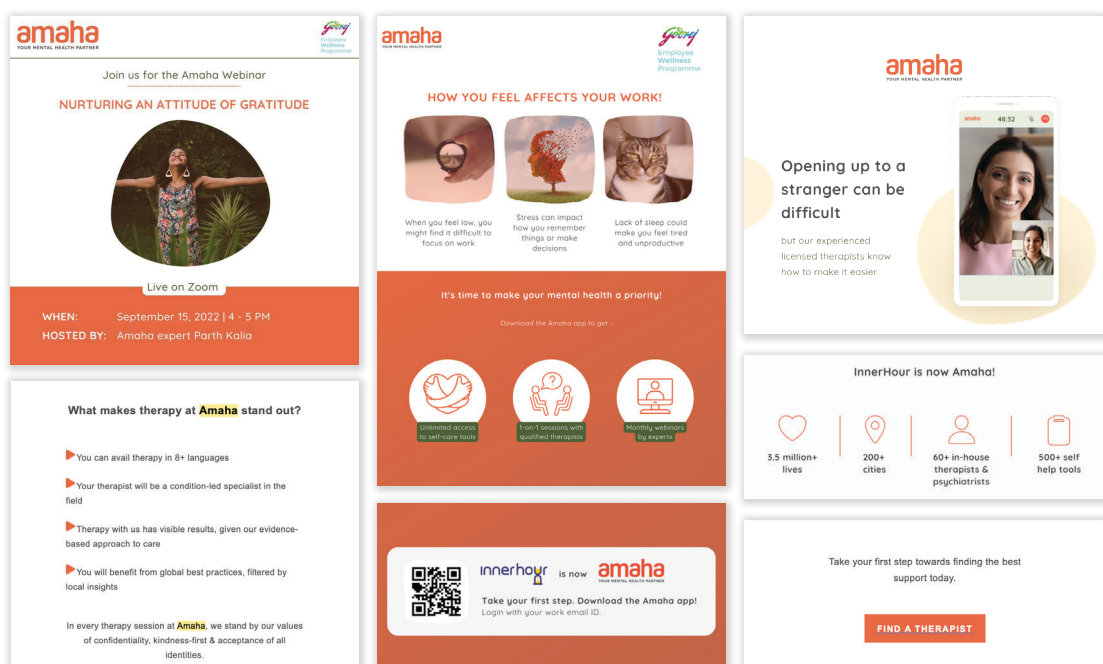 amaha
YOUR MENTAL HEALTH PARTNER
Godrej
Employee
Wellness
Programme
Join us for the Amaha Webinar
NURTURING AN ATTITUDE OF GRATITUDE
Live on Zoom
WHEN: September 15, 2022 | 4 - 5 PM
HOSTED BY: Amaha expert Parth Kalia
What makes therapy at Amaha stand out?
You can avail therapy in 8+ languages
Your therapist will be a condition-led specialist in the
field
Therapy with us has visible results, given our evidence-
based approach to care
You will benefit from global best practices, filtered by
local insights
In every therapy session at Amaha, we stand by our values
of confidentiality, kindness-first & acceptance of all
identities.
amaha
YOUR MENTAL HEALTH PARTNER
Godrej
Employee
Wellness
Programme
HOW YOU FEEL AFFECTS YOUR WORK!
When you feel low, you
might find it difficult to
focus on work
Stress can impact
how you remember
things or make
decisions
Lack of sleep could
make you feel tired
and unproductive
It's time to make your mental health a priority!
Download the Amaha app to get -
Unlimited access
to self-care tools
1-on-1 sessions with
qualified therapists
Monthly webinars
by experts
innerhour is now amaha
YOUR MENTAL HEALTH PARTNER
Take your first step. Download the Amaha app!
Login with your work email ID.
amaha
YOUR MENTAL HEALTH PARTNER
amaha 48:32
Opening up to a
stranger can be
difficult
but our experienced
licensed therapists know
how to make it easier
InnerHour is now Amaha!
3.5 million+
lives
200+
cities
60+ in-house
therapists &
psychiatrists
500+ self
help tools
Take your first step towards finding the best
support today.
FIND A THERAPIST